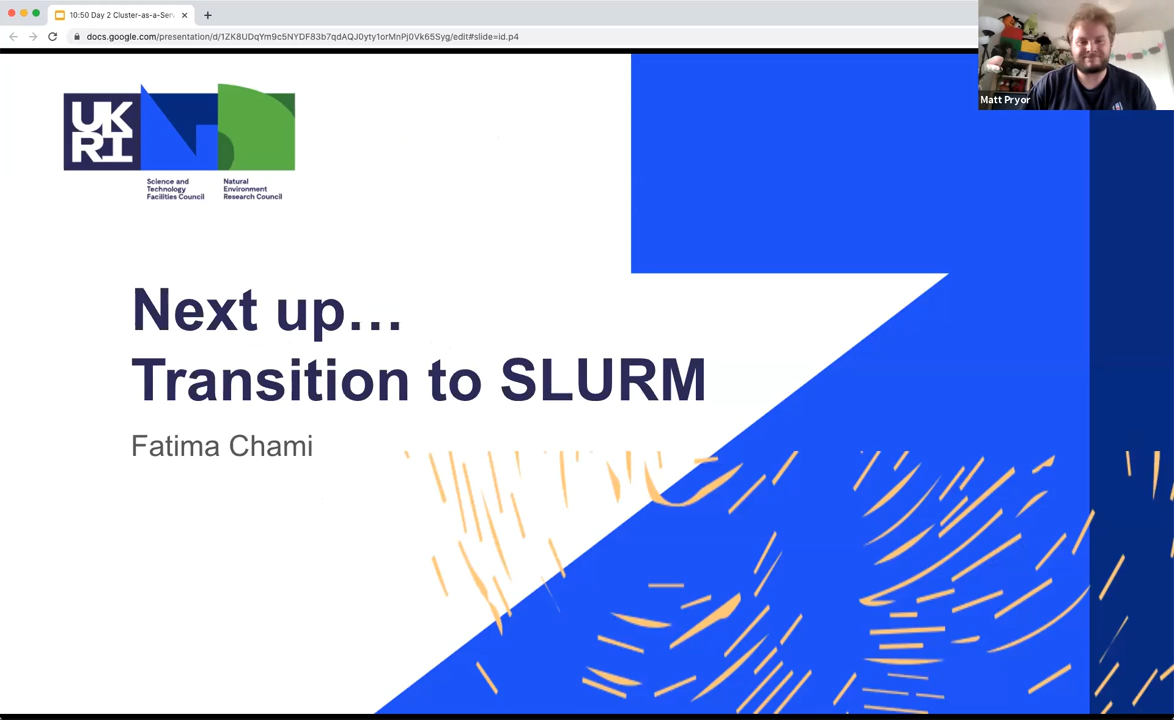 10:50 Day 2 Cluster-as-a-Serv
docs.google.com/presentation/d/1ZK8UDqYm9c5NYDF83b7qdAQJ0yty1orMnPj0Vk65Syg/edit#slide=id.p4
Matt Pryor
UK
RI
Science and
Technology
Facilities Council
Natural
Environment
Research Council
Next up…
Transition to SLURM
Fatima Chami